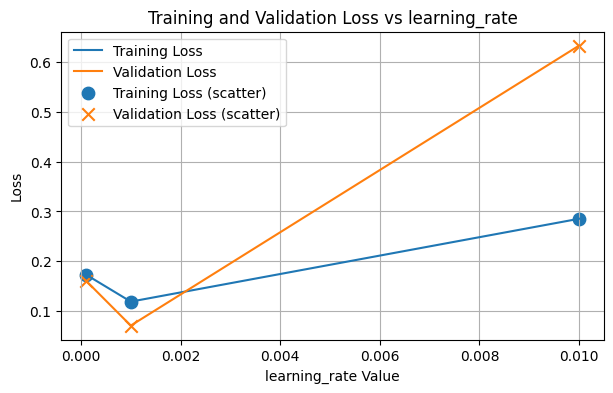 Training and Validation Loss vs learning_rate
Training Loss
Validation Loss
Training Loss (scatter)
Validation Loss (scatter)
Loss
0.6
0.5
0.4
0.3
0.2
0.1
0.000 0.002 0.004 0.006 0.008 0.010
learning_rate Value